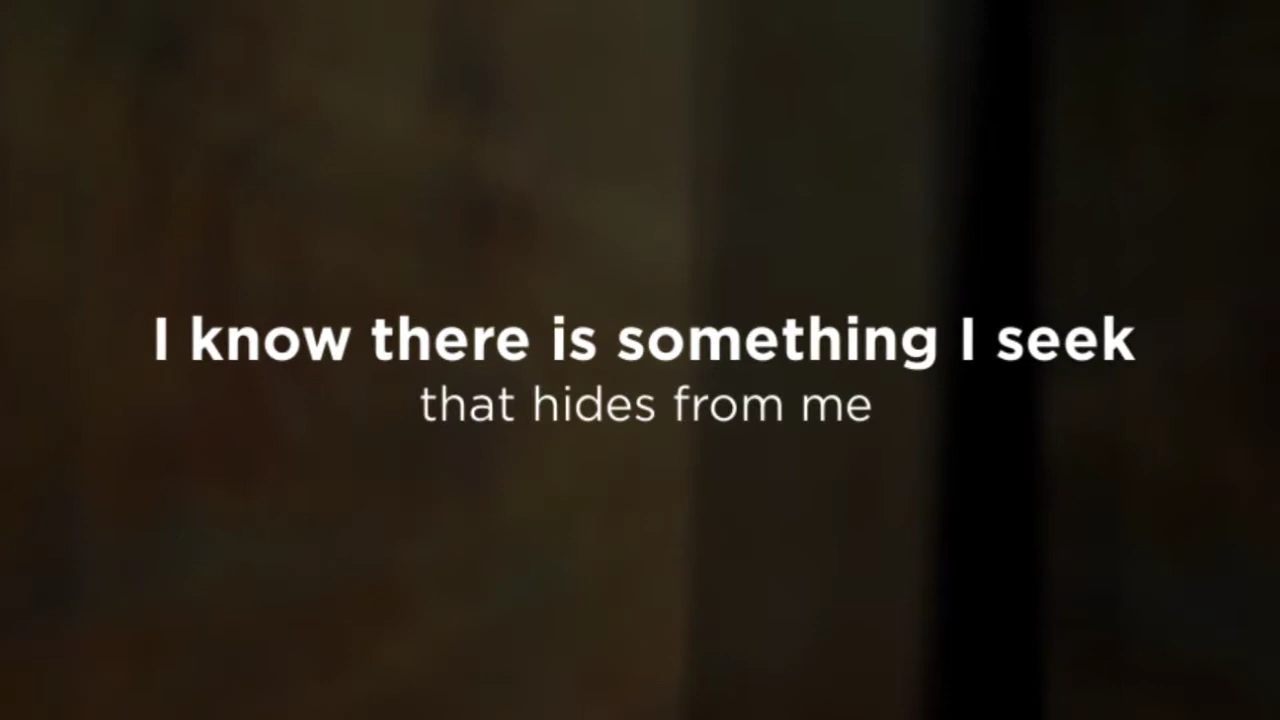 I know there is something I seek
that hides from me